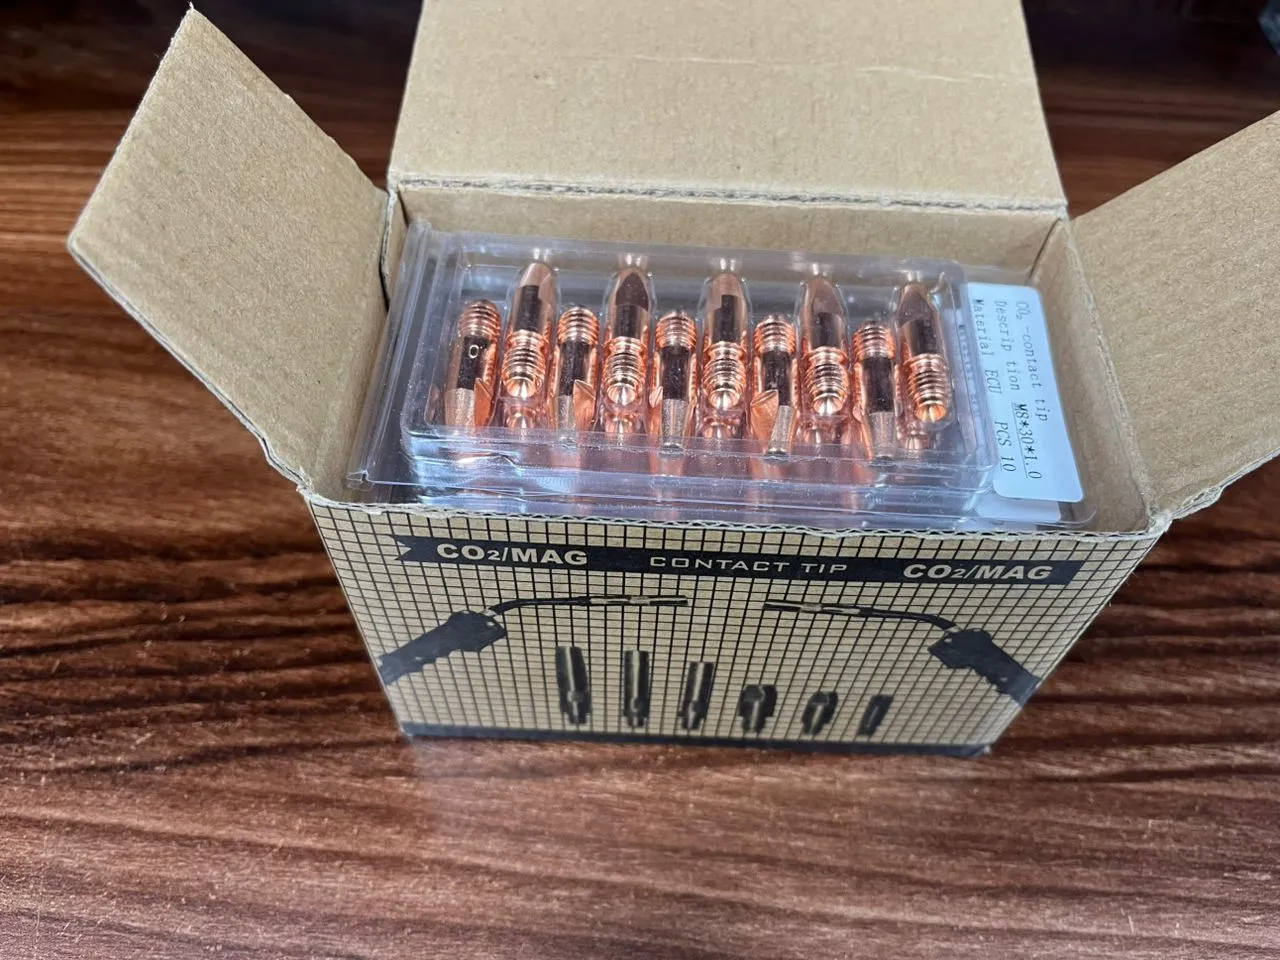 CO₂-contact tip
Descrip tion M8*30*1.0
Material ECU PCS 10
CO₂/MAG CONTACT TIP CO₂/MAG